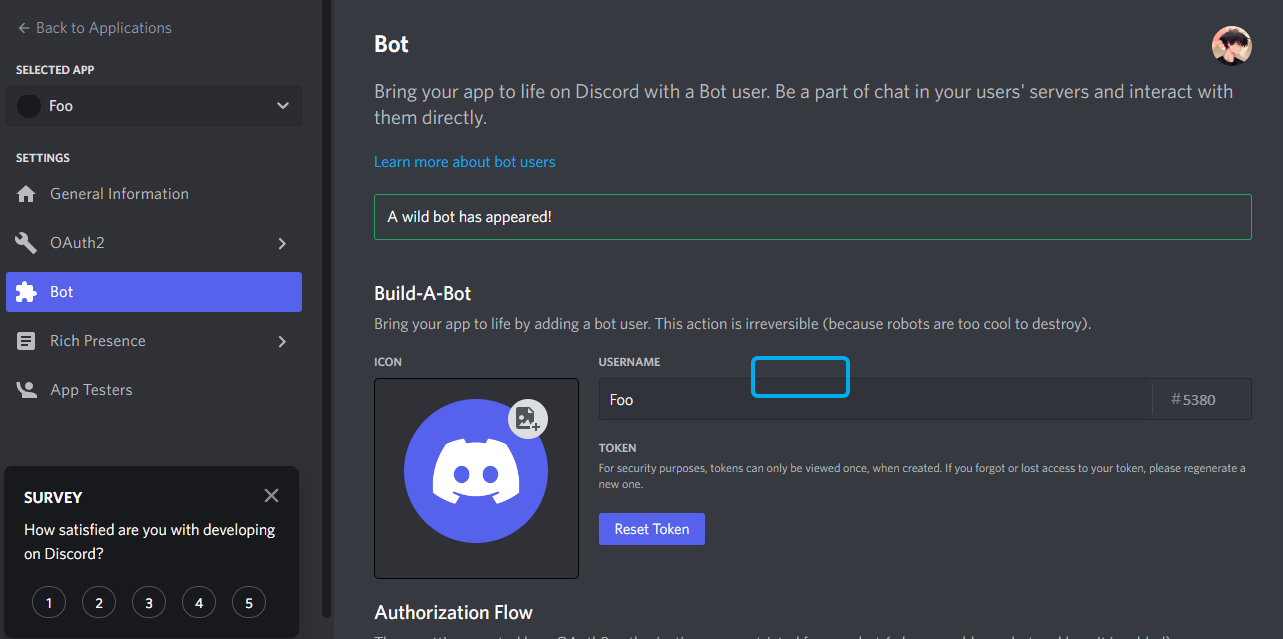 Back to Applications
SELECTED APP
Foo
SETTINGS
General Information
OAuth2
Bot
Rich Presence
App Testers
SURVEY
How satisfied are you with developing
on Discord?
1 2 3 4 5
Bot
Bring your app to life on Discord with a Bot user. Be a part of chat in your users' servers and interact with
them directly.
Learn more about bot users
A wild bot has appeared!
Build-A-Bot
Bring your app to life by adding a bot user. This action is irreversible (because robots are too cool to destroy).
ICON
USERNAME
Foo #5380
TOKEN
For security purposes, tokens can only be viewed once, when created. If you forgot or lost access to your token, please regenerate a
new one.
Reset Token
Authorization Flow